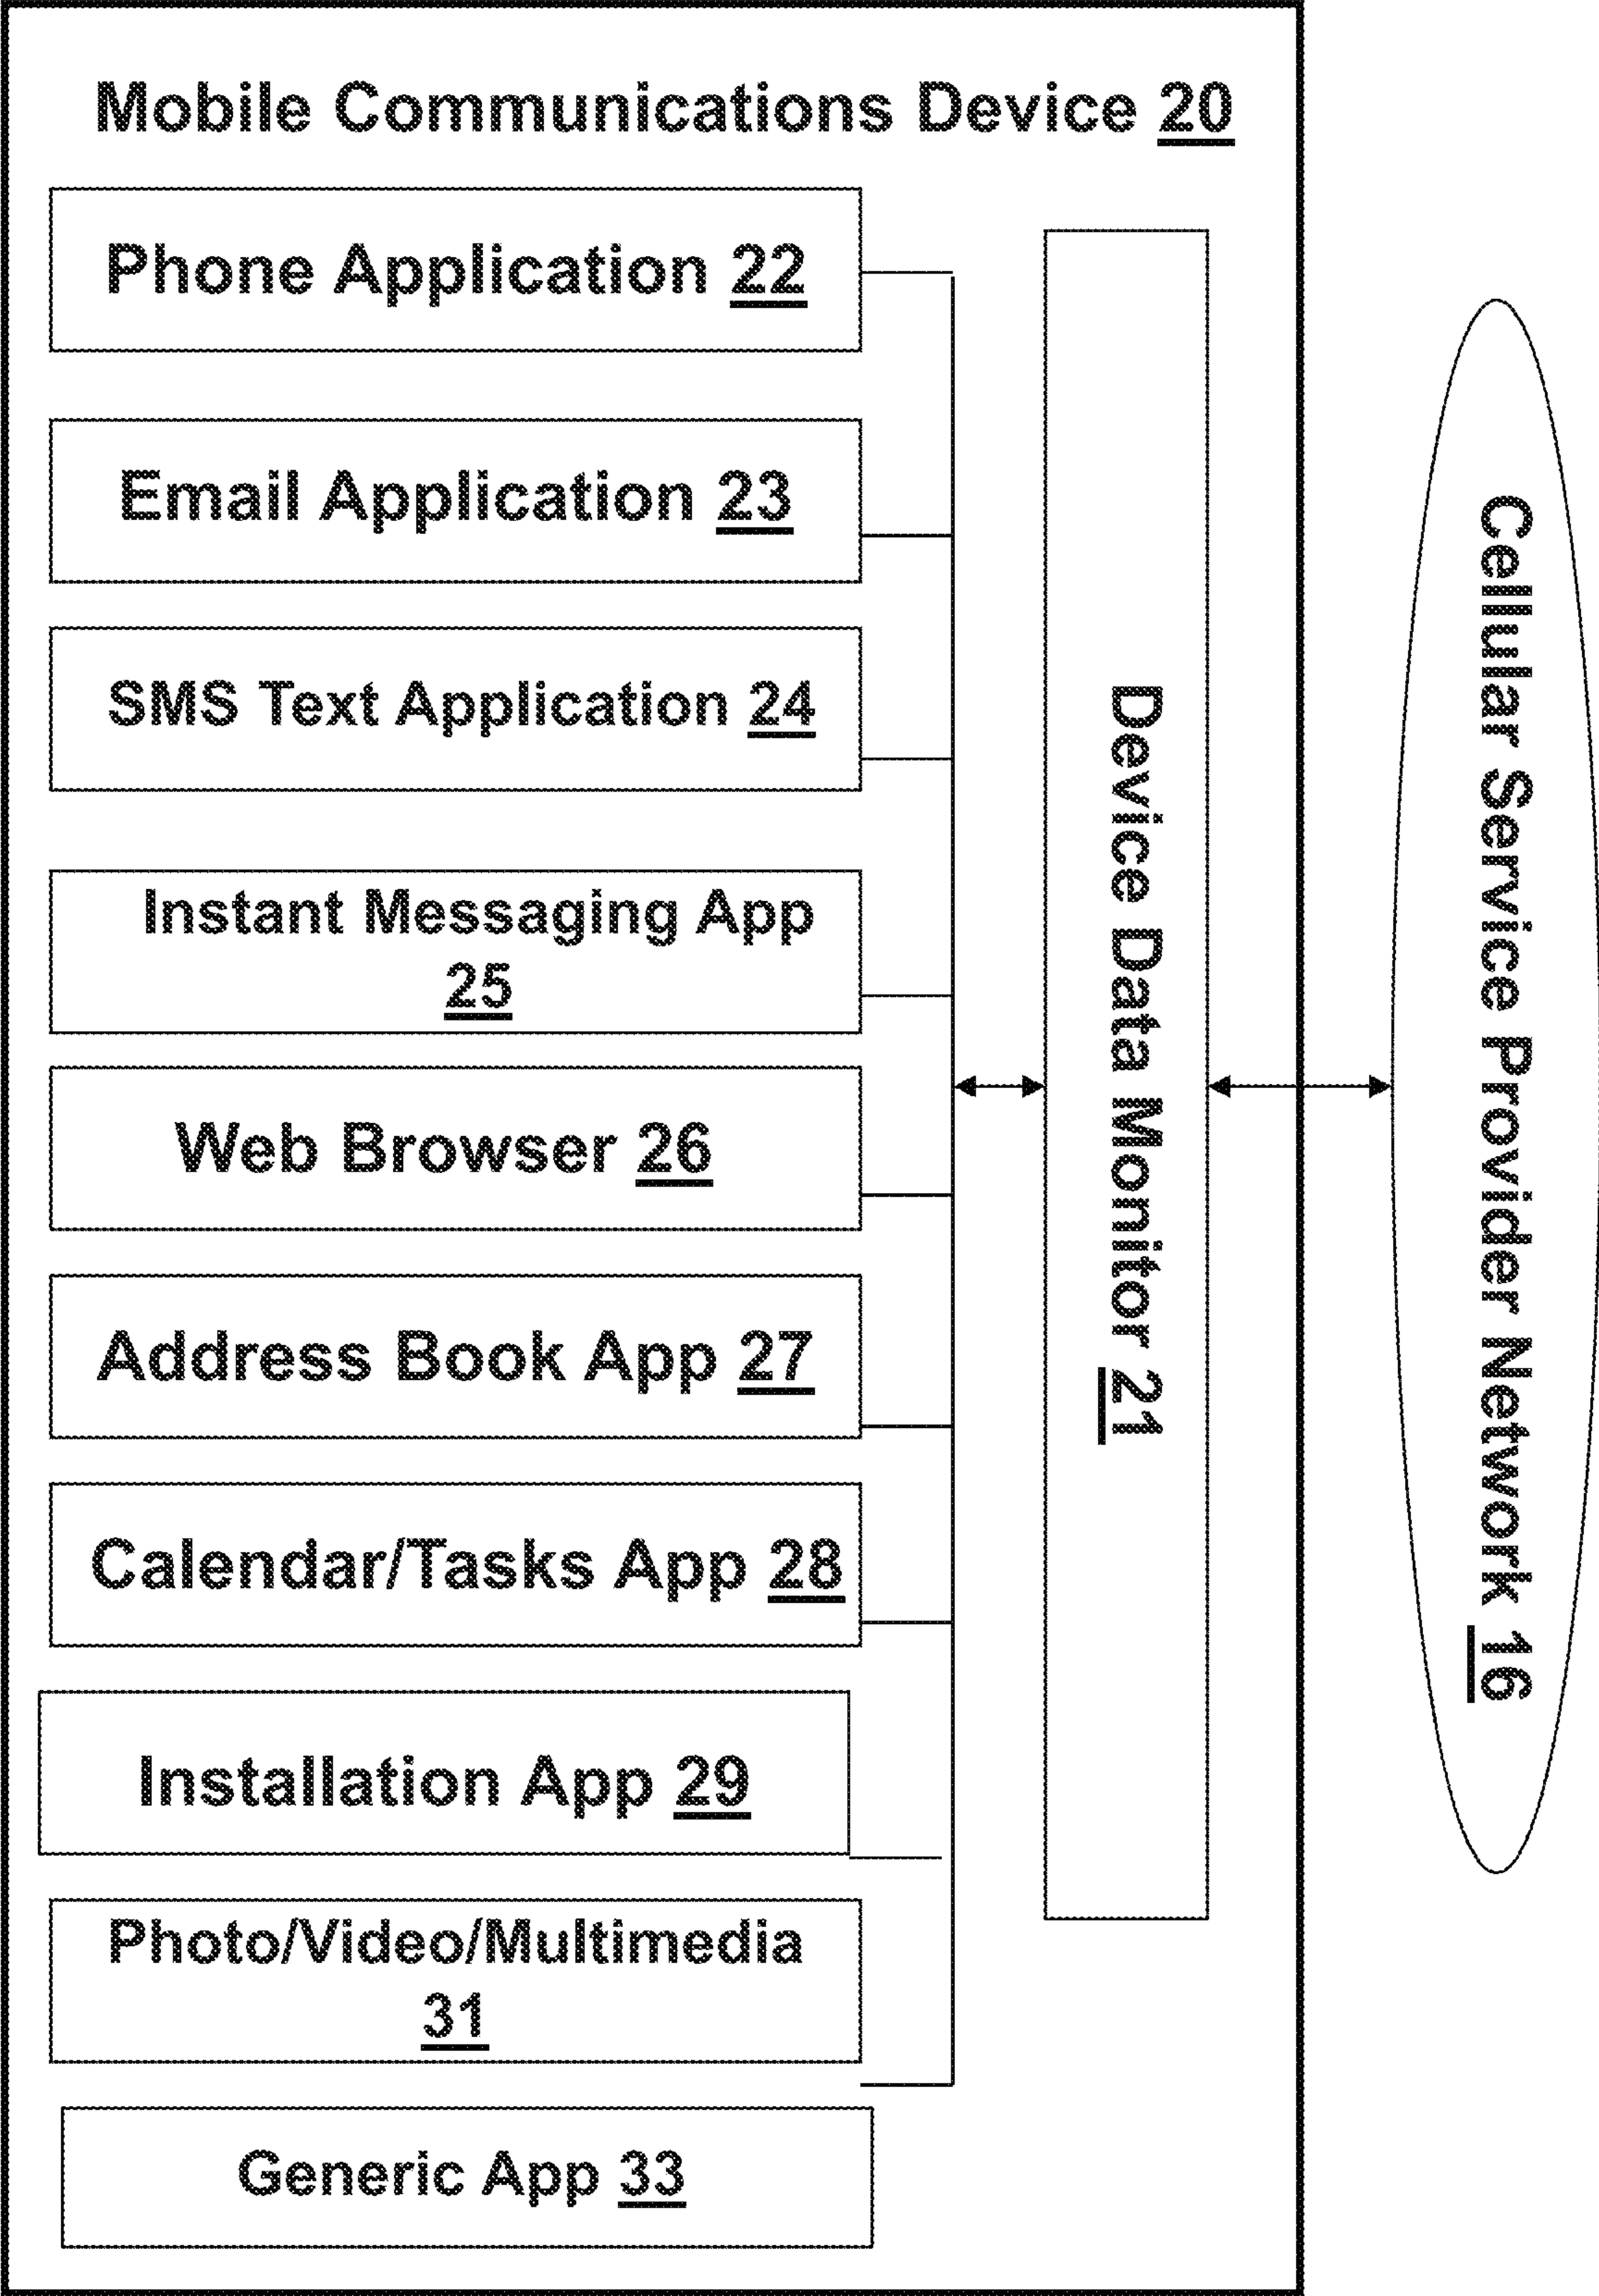 Mobile Communications Device 20
Phone Application 22
Email Application 23
SMS Text Application 24
Instant Messaging App
25
Web Browser 26
Address Book App 27
Calendar/Tasks App 28
Installation App 29
Photo/Video/Multimedia
31
Generic App 33
Device Data Monitor 21
Cellular Service Provider Network 16